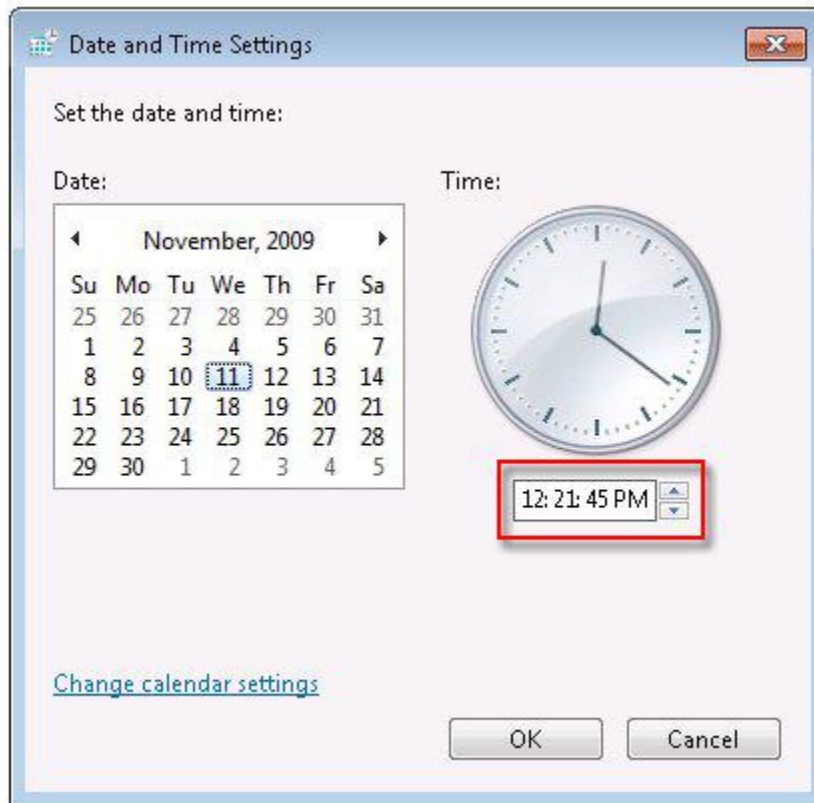 Date and Time Settings
Set the date and time:
Date:
Time:
November, 2009
Su Mo Tu We Th Fr Sa
25 26 27 28 29 30 31
1 2 3 4 5 6 7
8 9 10 11 12 13 14
15 16 17 18 19 20 21
22 23 24 25 26 27 28
29 30 1 2 3 4 5
12: 21: 45 PM
Change calendar settings
OK
Cancel